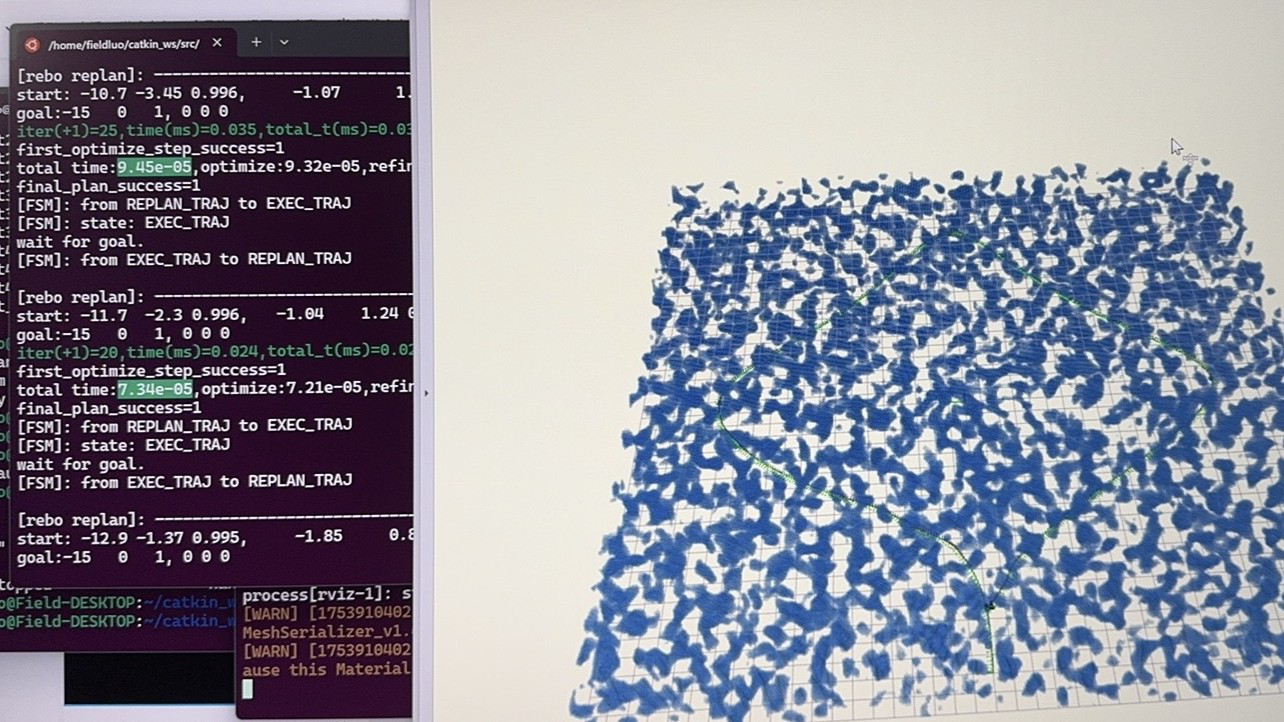 /home/fieldluo/catkin_ws/src/
[rebo replan]:
start: -10.7 -3.45 0.996, -1.07 1.
goal:-15 0 1, 0 0 0
iter(+1)=25,time(ms)=0.035,total_t(ms)=0.03
first_optimize_step_success=1
total time:9.45e-05,optimize:9.32e-05,refin
final_plan_success=1
[FSM]: from REPLAN_TRAJ to EXEC_TRAJ
[FSM]: state: EXEC_TRAJ
wait for goal.
[FSM]: from EXEC_TRAJ to REPLAN_TRAJ
[rebo replan]:
start: -11.7 -2.3 0.996, -1.04 1.24 0
goal:-15 0 1, 0 0 0
iter(+1)=20,time(ms)=0.024,total_t(ms)=0.02
first_optimize_step_success=1
total time:7.34e-05,optimize:7.21e-05,refin
final_plan_success=1
[FSM]: from REPLAN_TRAJ to EXEC_TRAJ
[FSM]: state: EXEC_TRAJ
wait for goal.
[FSM]: from EXEC_TRAJ to REPLAN_TRAJ
[rebo replan]:
start: -12.9 -1.37 0.995, -1.85 0.8
goal:-15 0 1, 0 0 0
o@Field-DESKTOP:~/catkin_w
o@Field-DESKTOP:~/catkin_w
process[rviz-1]: s
[WARN] [1753910402
MeshSerializer_v1.
[WARN] [1753910402
ause this Material